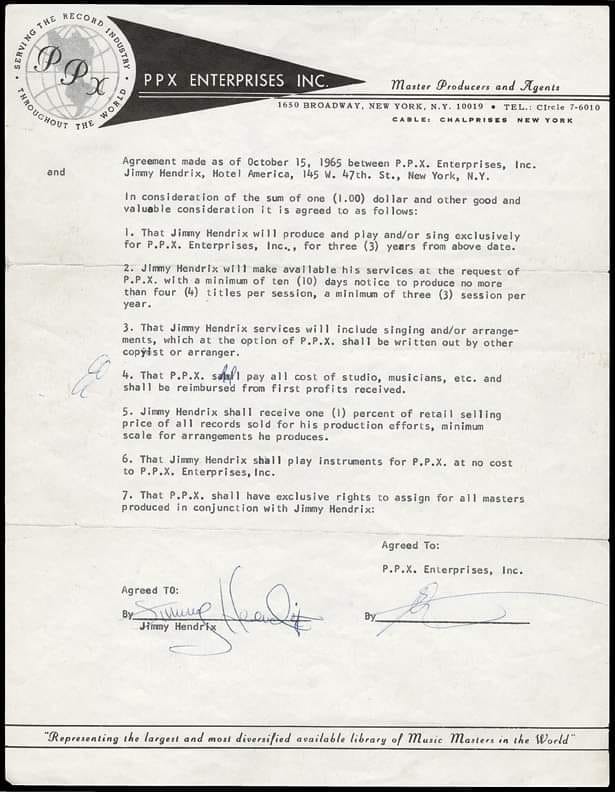 SERVING THE RECORD INDUSTRY
THROUGHOUT THE WORLD
PPX
PPX ENTERPRISES INC.
Master Producers and Agents
1650 BROADWAY, NEW YORK, N.Y. 10019 • TEL.: CIrcle 7-6010
CABLE: CHALPRISES NEW YORK
Agreement made as of October 15, 1965 between P.P.X. Enterprises, Inc.
and Jimmy Hendrix, Hotel America, 145 W. 47th. St., New York, N.Y.
In consideration of the sum of one (1.00) dollar and other good and
valuable consideration it is agreed to as follows:
1. That Jimmy Hendrix will produce and play and/or sing exclusively
for P.P.X. Enterprises, Inc., for three (3) years from above date.
2. Jimmy Hendrix will make available his services at the request of
P.P.X. with a minimum of ten (10) days notice to produce no more
than four (4) titles per session, a minimum of three (3) session per
year.
3. That Jimmy Hendrix services will include singing and/or arrange-
ments, which at the option of P.P.X. shall be written out by other
copyist or arranger.
4. That P.P.X. shall pay all cost of studio, musicians, etc. and
shall be reimbursed from first profits received.
5. Jimmy Hendrix shall receive one (1) percent of retail selling
price of all records sold for his production efforts, minimum
scale for arrangements he produces.
6. That Jimmy Hendrix shall play instruments for P.P.X. at no cost
to P.P.X. Enterprises, Inc.
7. That P.P.X. shall have exclusive rights to assign for all masters
produced in conjunction with Jimmy Hendrix:
Agreed To:
P.P.X. Enterprises, Inc.
Agreed TO:
By Jimmy Hendrix
By
Jimmy Hendrix
"Representing the largest and most diversified available library of Music Masters in the World"